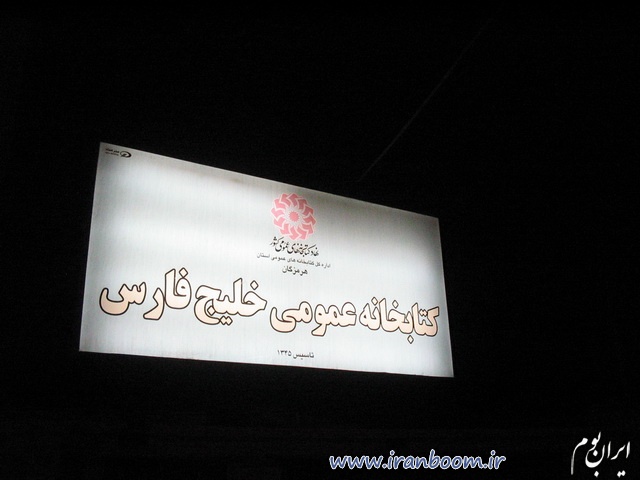 نهاد کتابخانه‌های عمومی کشور
اداره کل کتابخانه های عمومی استان
هرمزگان
کتابخانه عمومی خلیج فارس
تاسیس ۱۳۳۵
www.iranboom.ir
ایران بوم